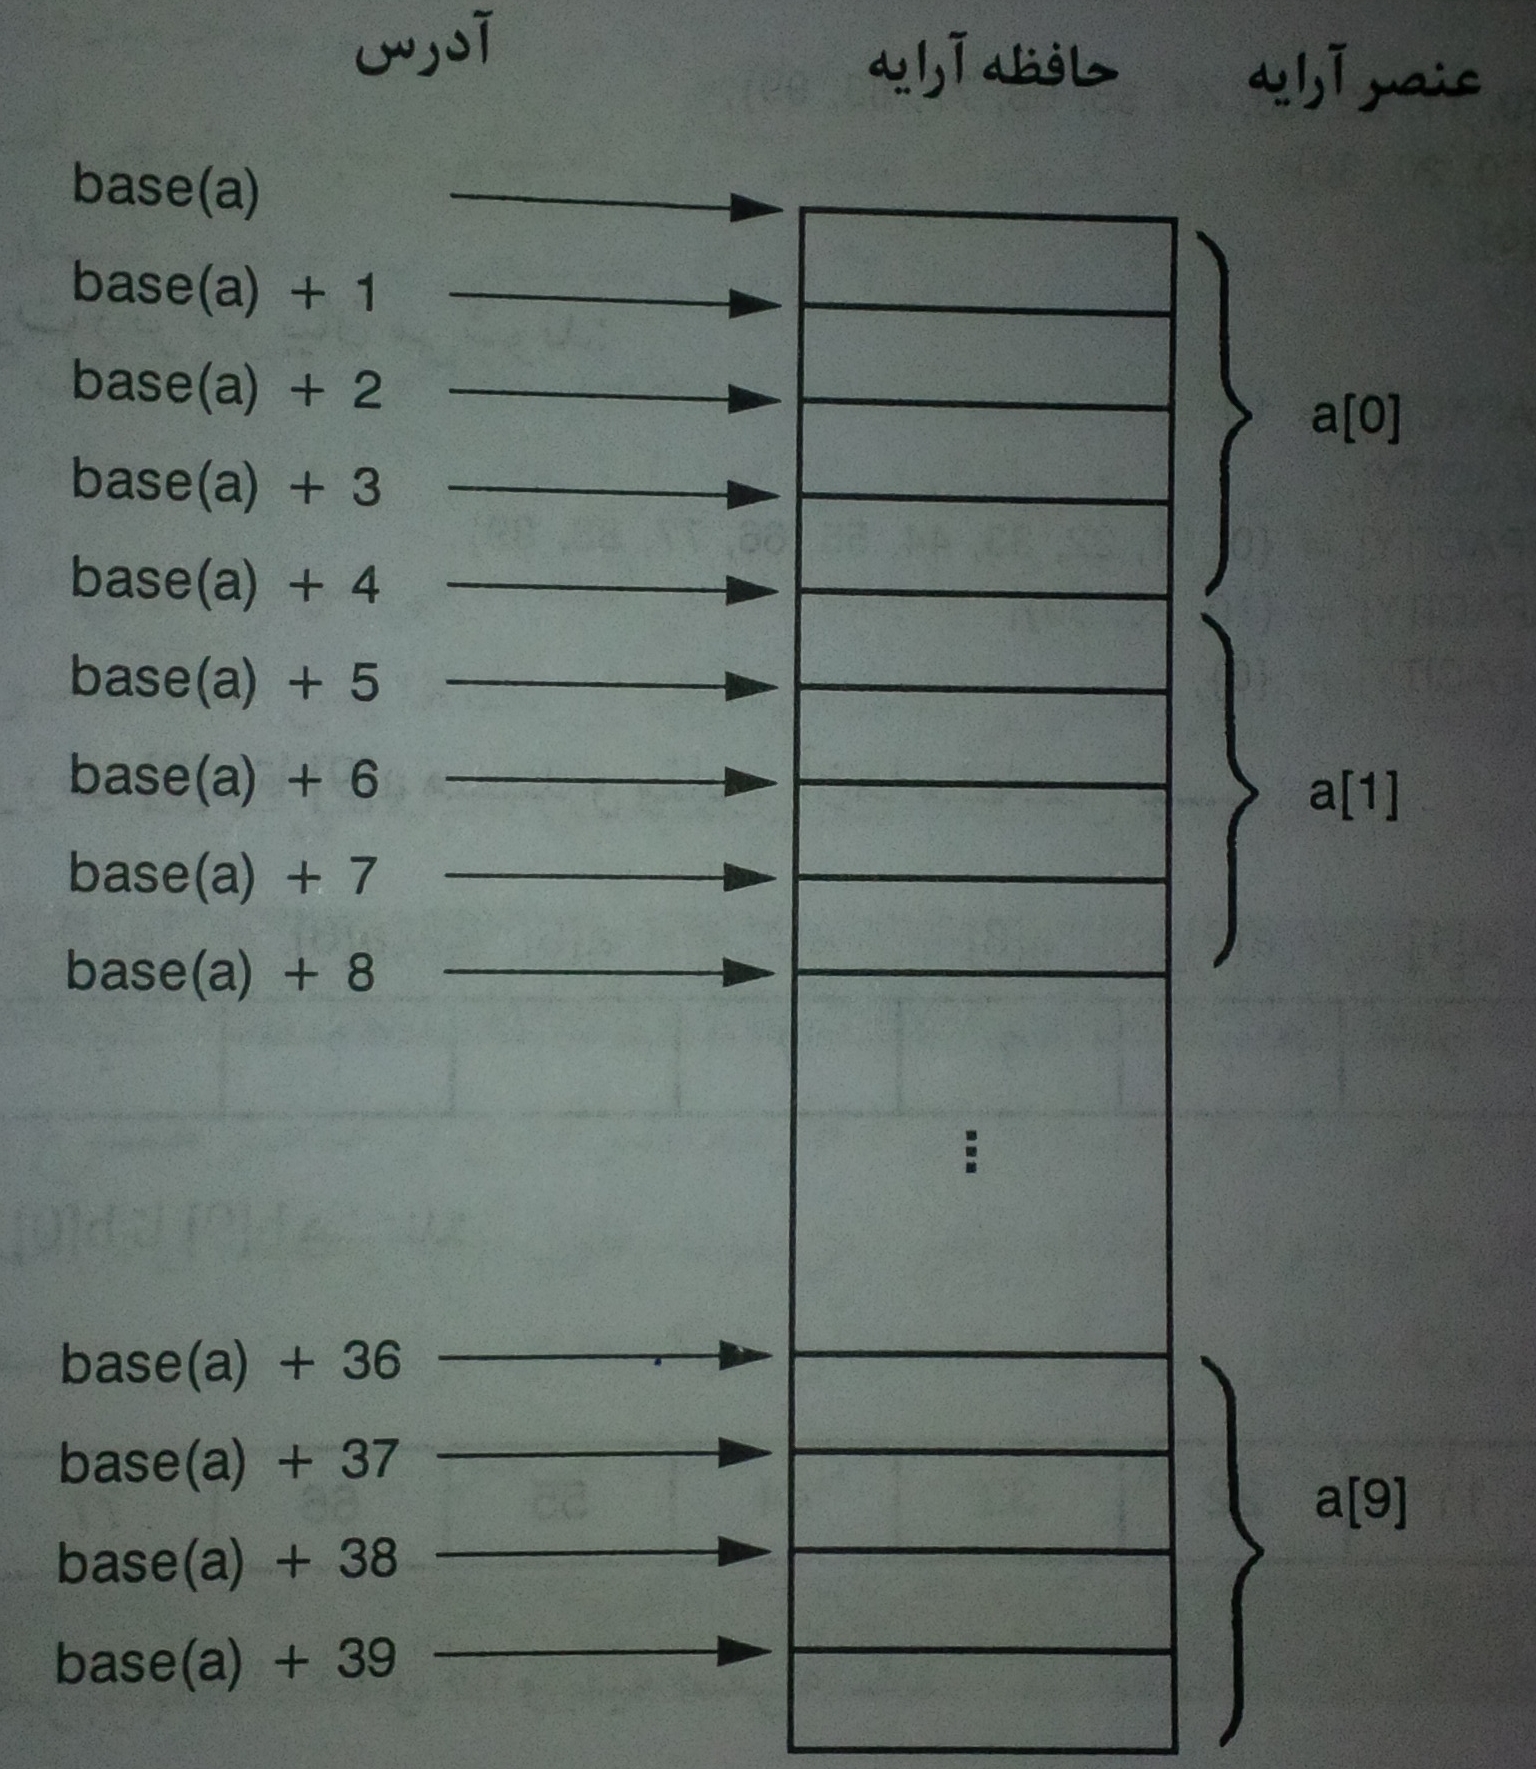 آدرس
حافظه آرایه
عنصر آرایه
base(a)
base(a) + 1
base(a) + 2
base(a) + 3
a[0]
base(a) + 4
base(a) + 5
base(a) + 6
a[1]
base(a) + 7
base(a) + 8
⋮
base(a) + 36
base(a) + 37
a[9]
base(a) + 38
base(a) + 39